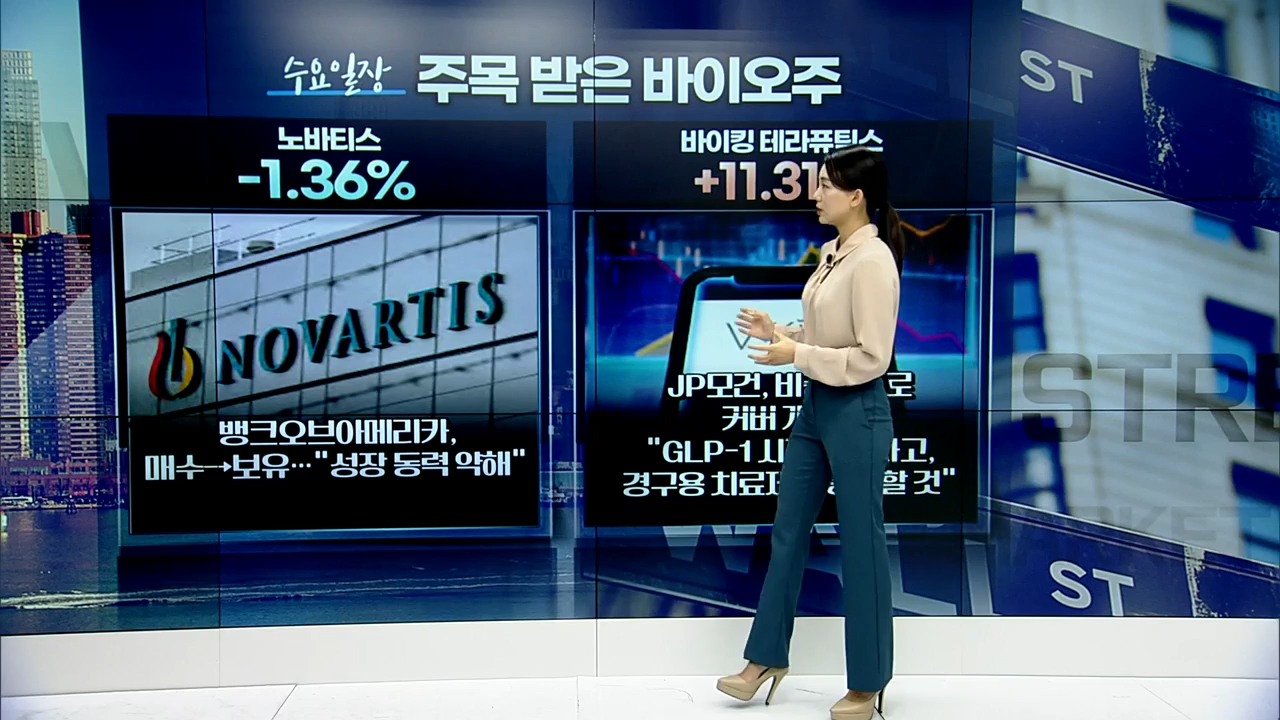 수요일장 주목 받은 바이오주
노바티스
-1.36%
NOVARTIS
뱅크오브아메리카,
매수→보유…"성장 동력 약해"
바이킹 테라퓨틱스
+11.31
JP모건,
커버
"GLP-1
경구용 할 것"
ST
STRE
ST